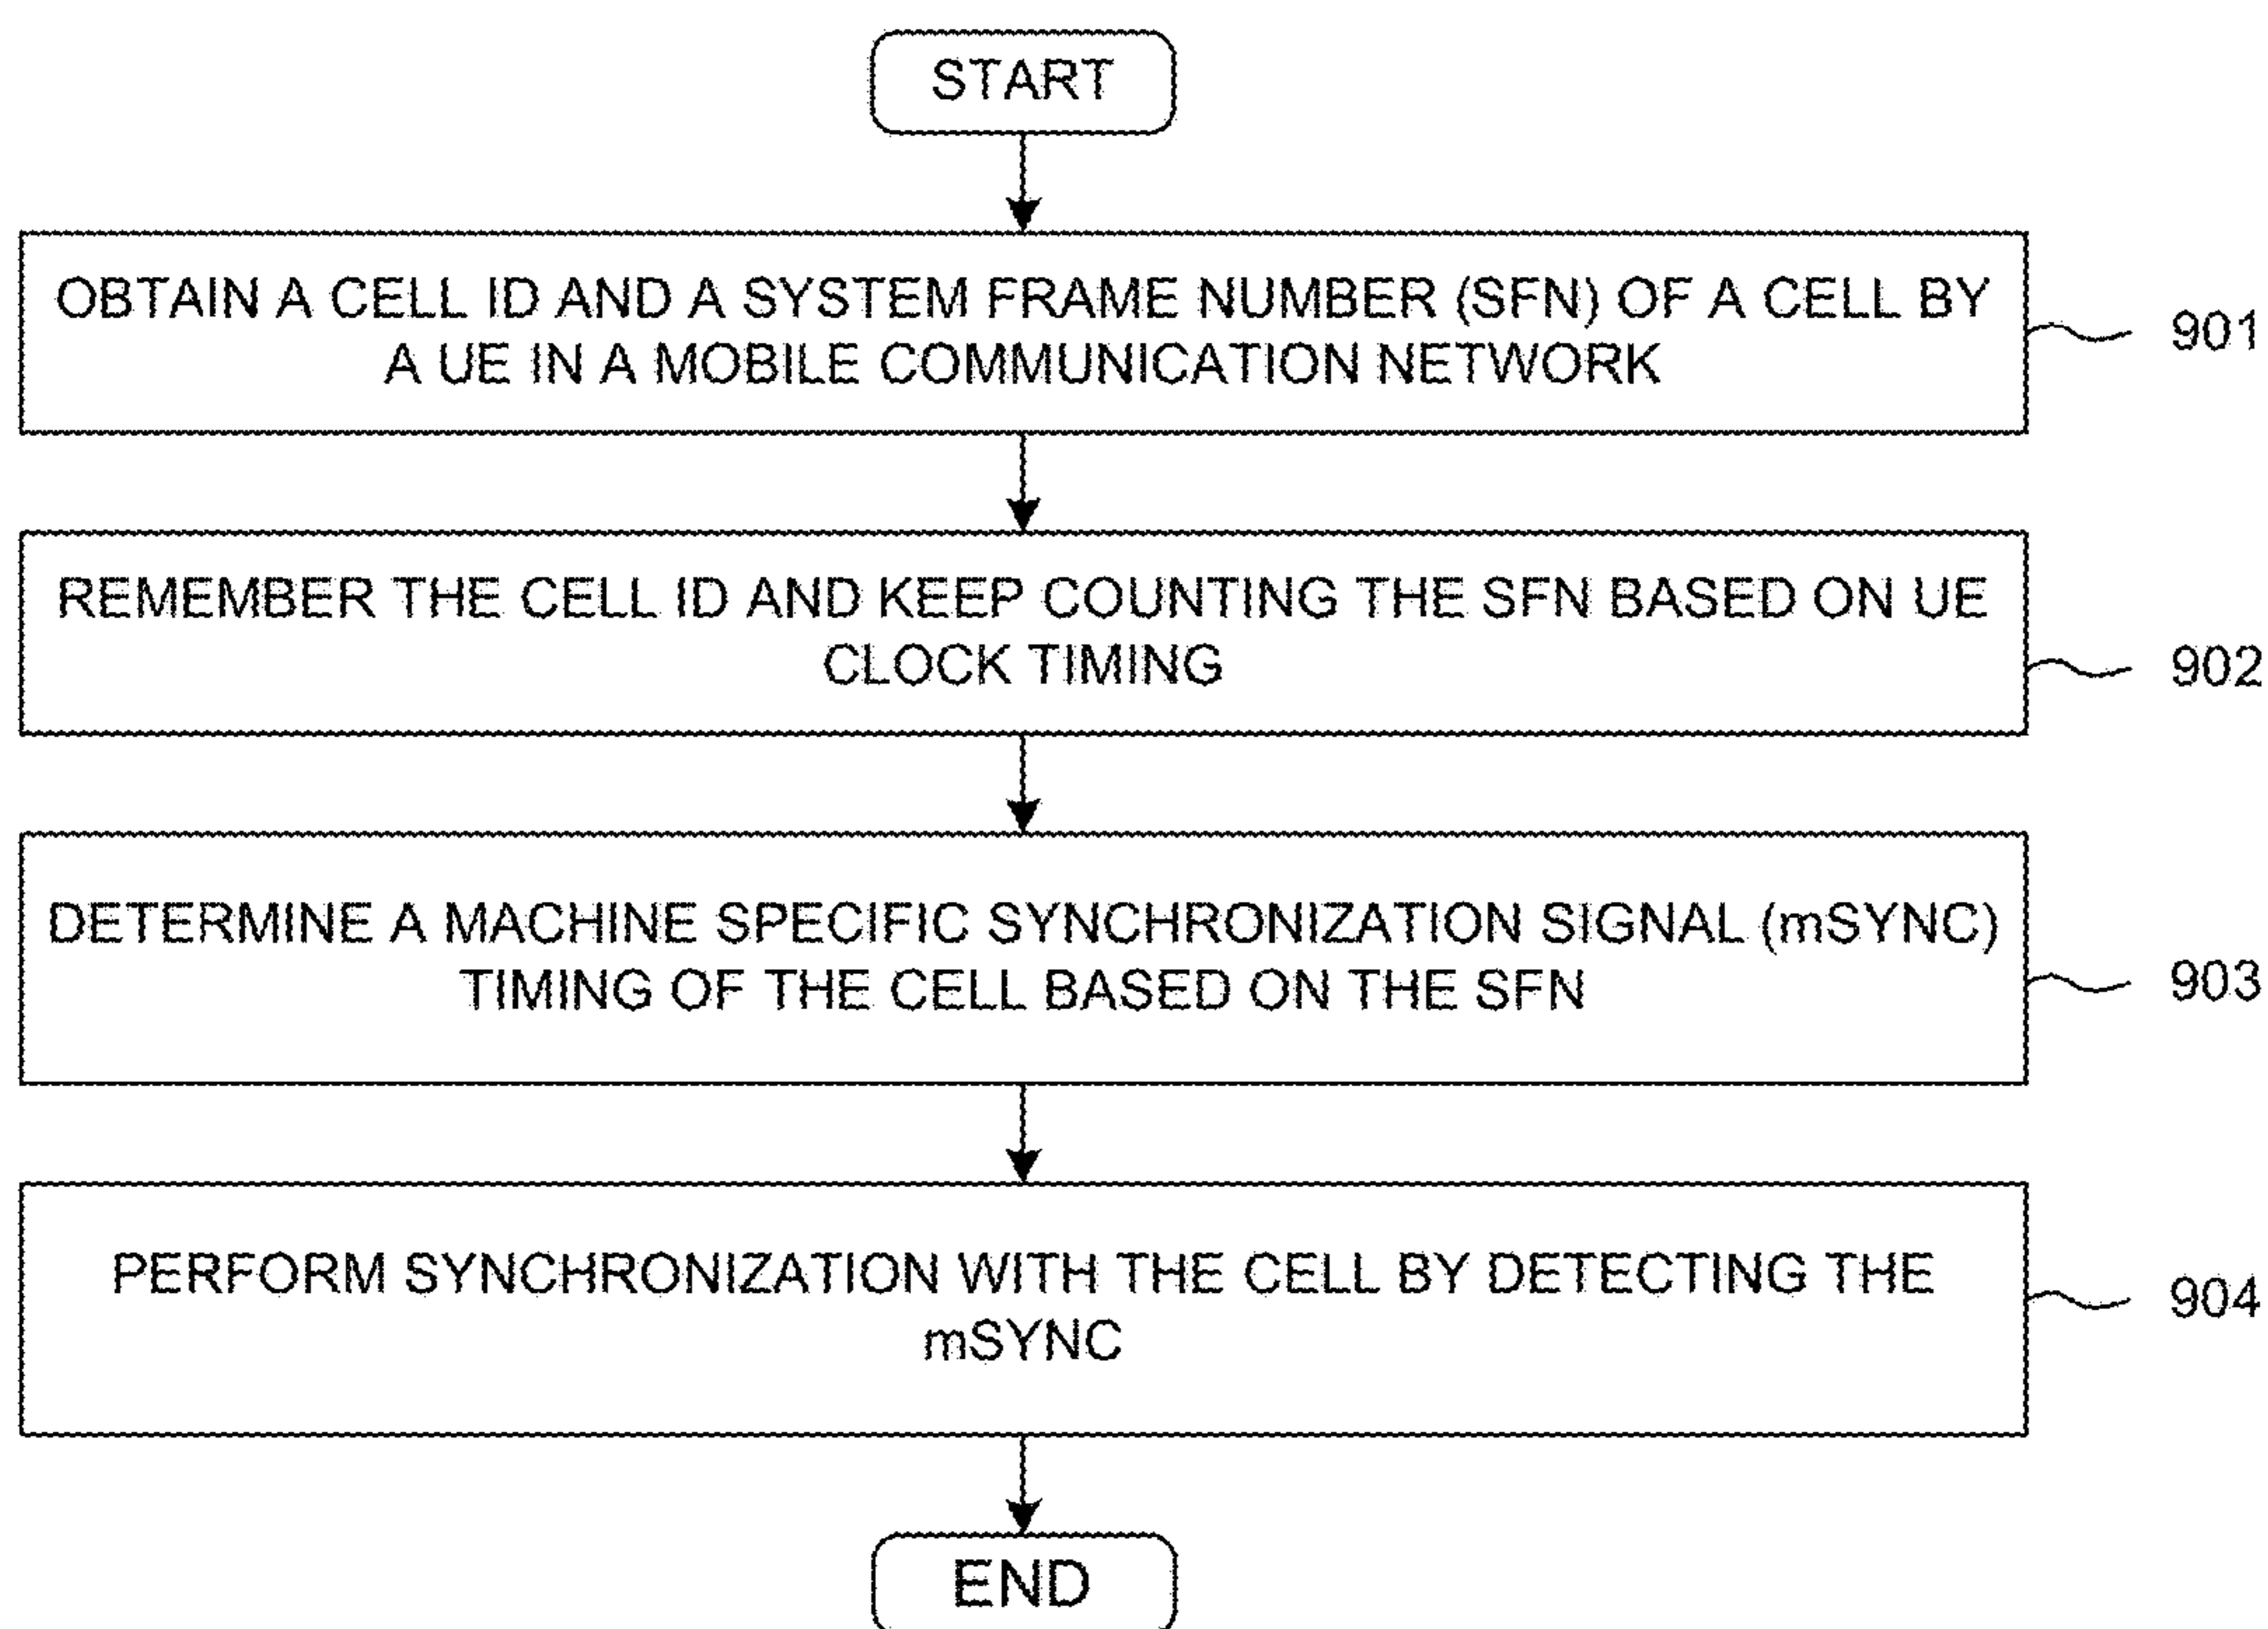 START
OBTAIN A CELL ID AND A SYSTEM FRAME NUMBER (SFN) OF A CELL BY
A UE IN A MOBILE COMMUNICATION NETWORK
901
REMEMBER THE CELL ID AND KEEP COUNTING THE SFN BASED ON UE
CLOCK TIMING
902
DETERMINE A MACHINE SPECIFIC SYNCHRONIZATION SIGNAL (mSYNC)
TIMING OF THE CELL BASED ON THE SFN
903
PERFORM SYNCHRONIZATION WITH THE CELL BY DETECTING THE
mSYNC
904
END